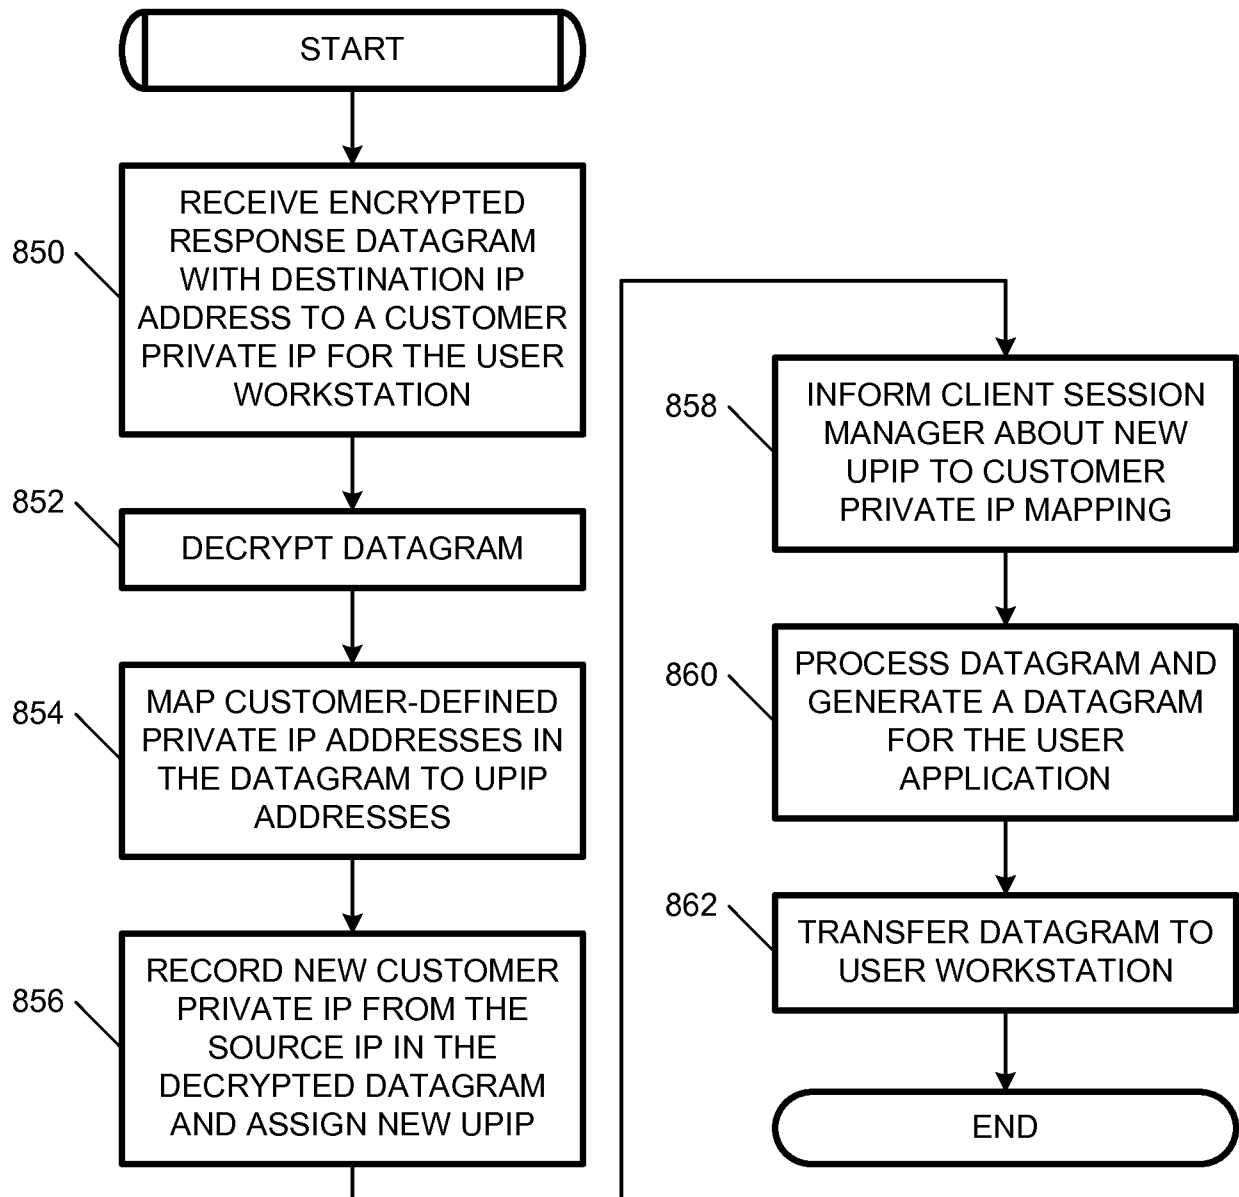 START
850
RECEIVE ENCRYPTED
RESPONSE DATAGRAM
WITH DESTINATION IP
ADDRESS TO A CUSTOMER
PRIVATE IP FOR THE USER
WORKSTATION
852
DECRYPT DATAGRAM
854
MAP CUSTOMER-DEFINED
PRIVATE IP ADDRESSES IN
THE DATAGRAM TO UPIP
ADDRESSES
856
RECORD NEW CUSTOMER
PRIVATE IP FROM THE
SOURCE IP IN THE
DECRYPTED DATAGRAM
AND ASSIGN NEW UPIP
858
INFORM CLIENT SESSION
MANAGER ABOUT NEW
UPIP TO CUSTOMER
PRIVATE IP MAPPING
860
PROCESS DATAGRAM AND
GENERATE A DATAGRAM
FOR THE USER
APPLICATION
862
TRANSFER DATAGRAM TO
USER WORKSTATION
END